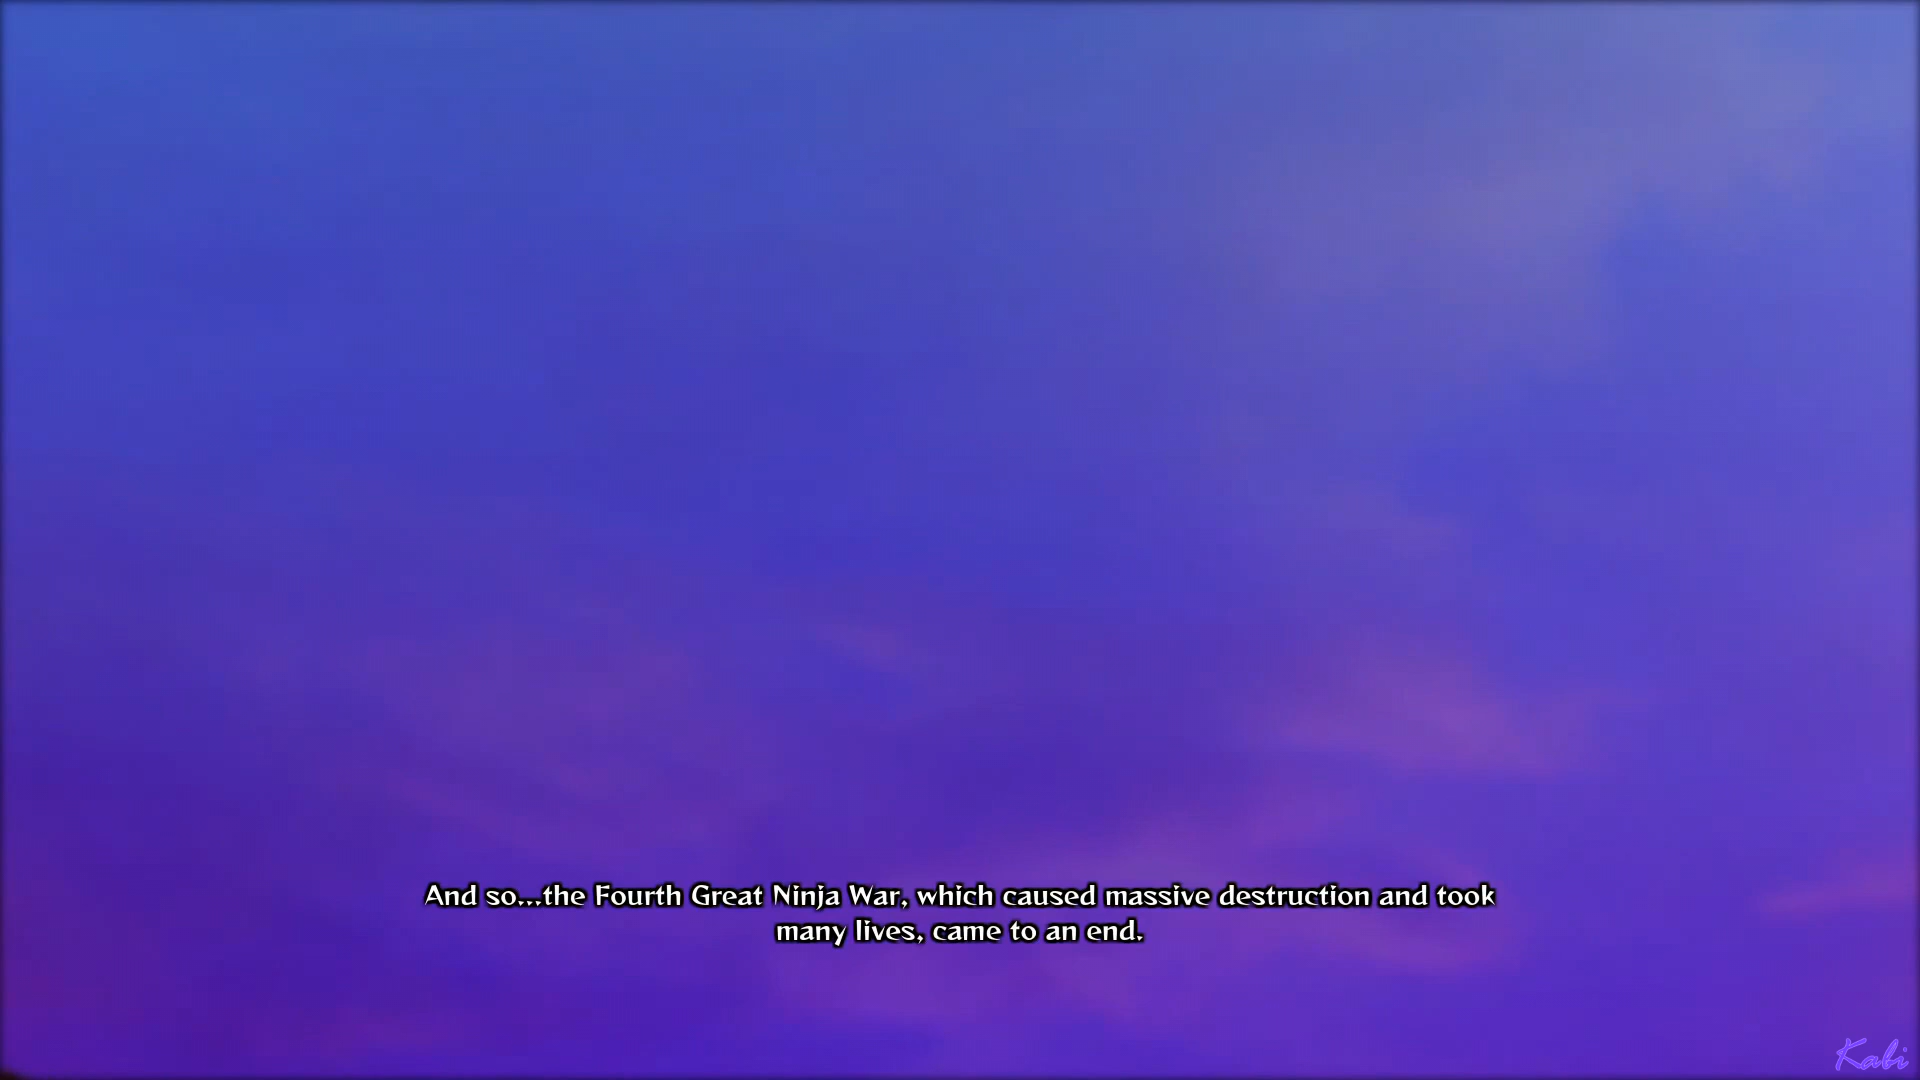 And so...the Fourth Great Ninja War, which caused massive destruction and took
many lives, came to an end.
Kabi